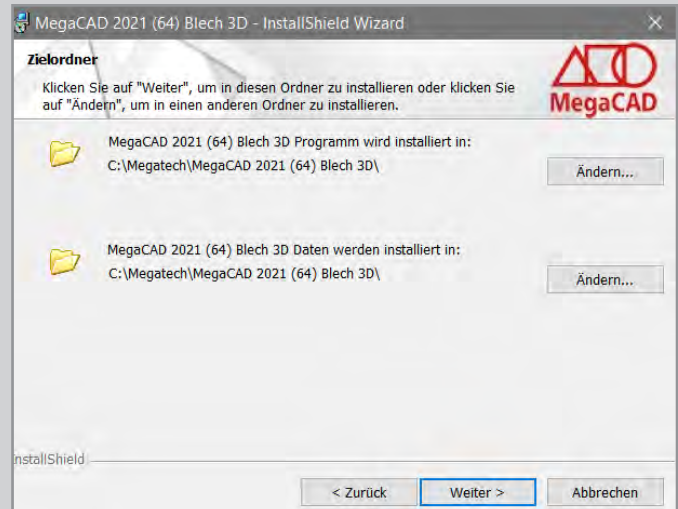 MegaCAD 2021 (64) Blech 3D - InstallShield Wizard
Zielordner
Klicken Sie auf "Weiter", um in diesen Ordner zu installieren oder klicken Sie
auf "Ändern", um in einen anderen Ordner zu installieren.
MegaCAD
MegaCAD 2021 (64) Blech 3D Programm wird installiert in:
C:\Megatech\MegaCAD 2021 (64) Blech 3D\
Ändern...
MegaCAD 2021 (64) Blech 3D Daten werden installiert in:
C:\Megatech\MegaCAD 2021 (64) Blech 3D\
Ändern...
nstallShield
< Zurück
Weiter >
Abbrechen